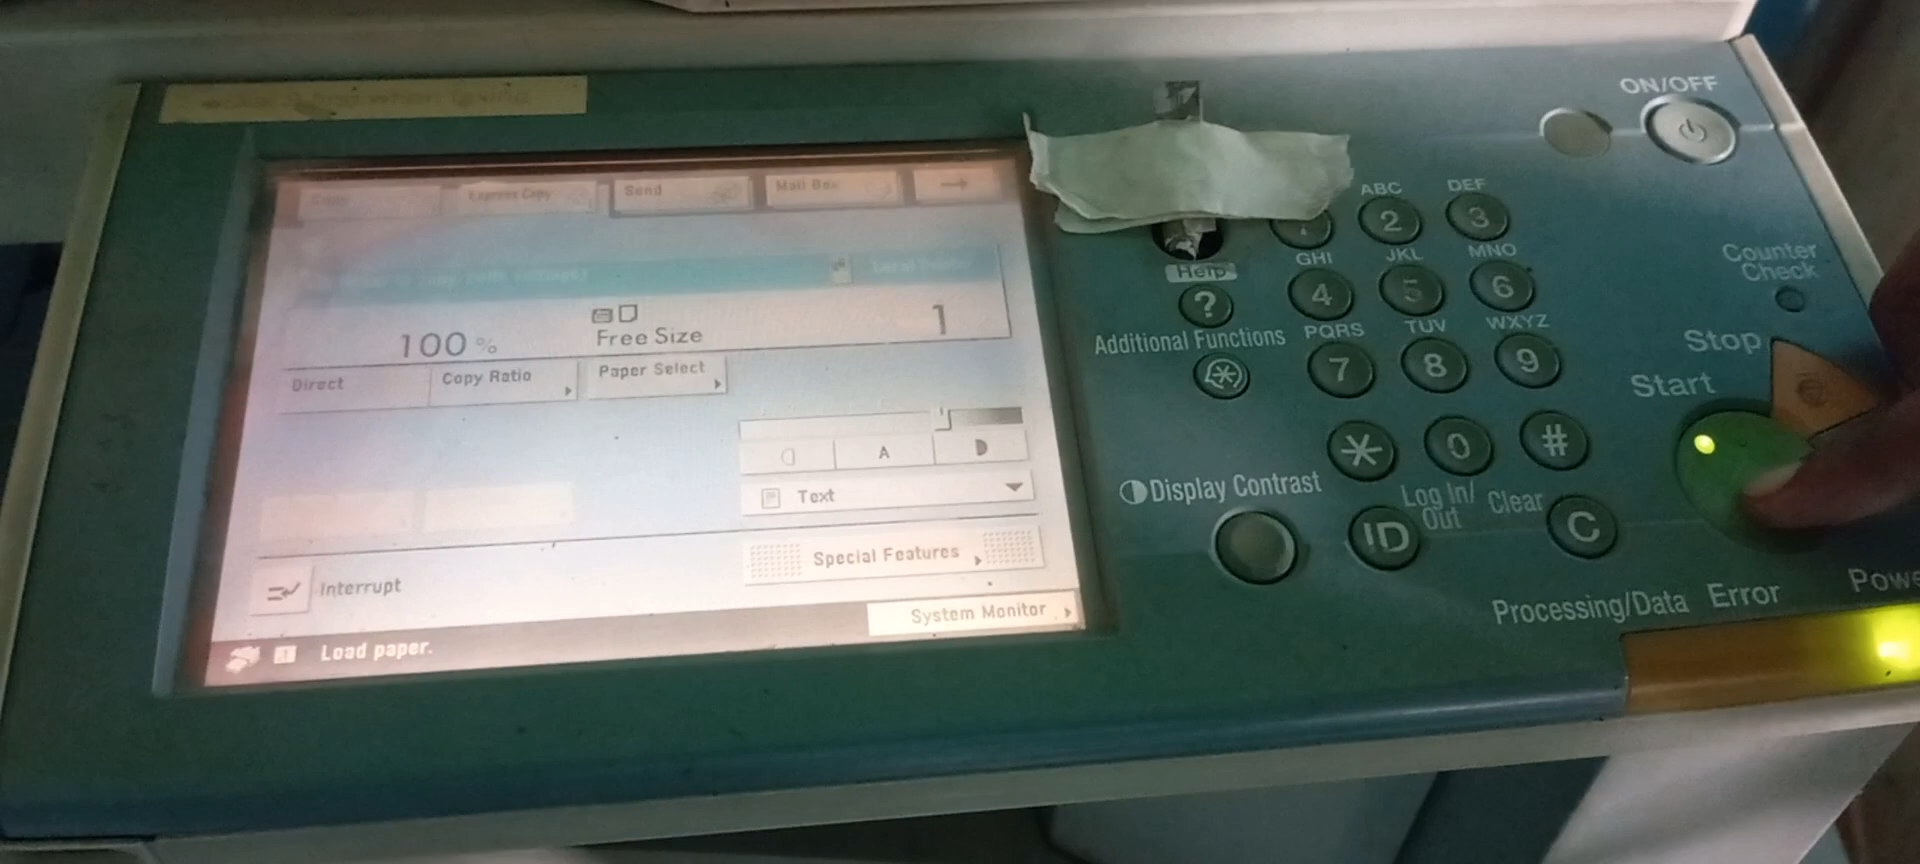 ON/OFF
Express Copy
Send
Mail Box
100 %
Free Size
1
Direct
Copy Ratio
Paper Select
A
Text
Special Features
Interrupt
System Monitor
Load paper.
ABC
DEF
2
3
Help
?
GHI
JKL
MNO
4
5
6
Counter
Check
Additional Functions
PQRS
TUV
WXYZ
7
8
9
Stop
Start
*
0
#
Display Contrast
Log In/
Out
Clear
ID
C
Processing/Data
Error